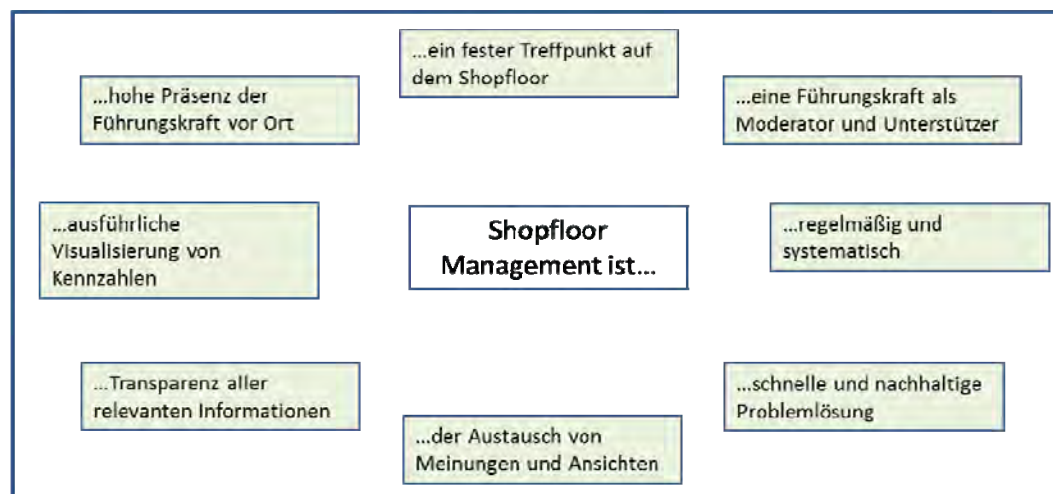 ...ein fester Treffpunkt auf
dem Shopfloor
...hohe Präsenz der
Führungskraft vor Ort
...eine Führungskraft als
Moderator und Unterstützer
...ausführliche
Visualisierung von
Kennzahlen
Shopfloor
Management ist...
...regelmäßig und
systematisch
...Transparenz aller
relevanten Informationen
...schnelle und nachhaltige
Problemlösung
...der Austausch von
Meinungen und Ansichten